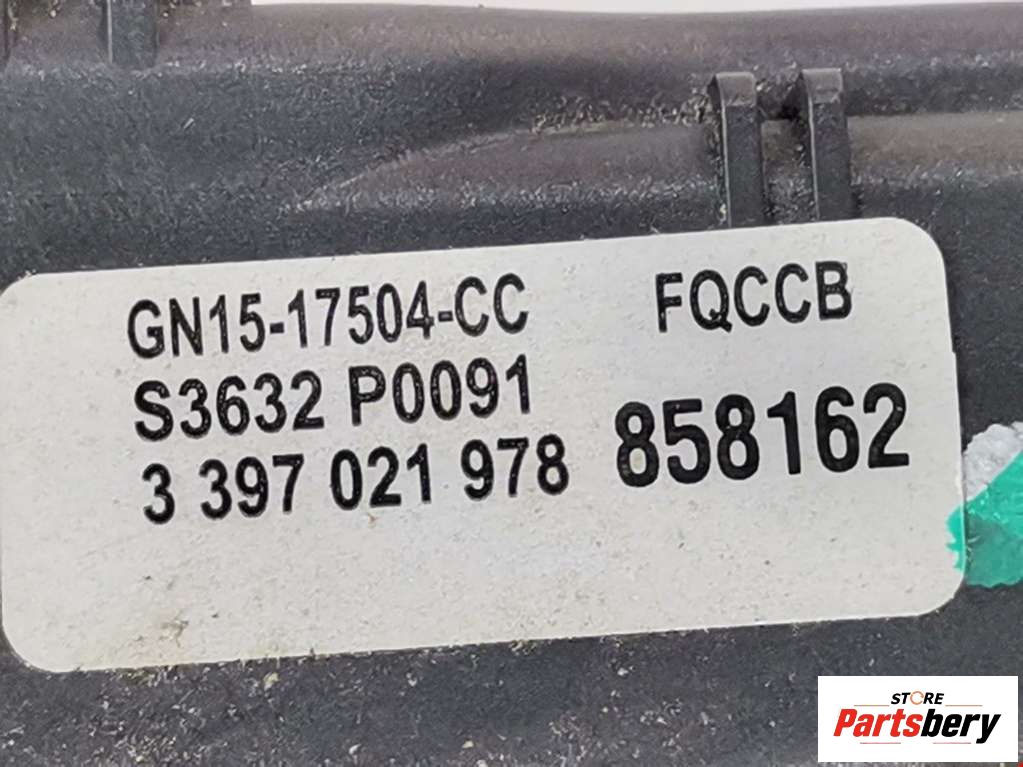 GN15-17504-CC FQCCB
S3632 P0091
3 397 021 978 858162
STORE
Partsbery